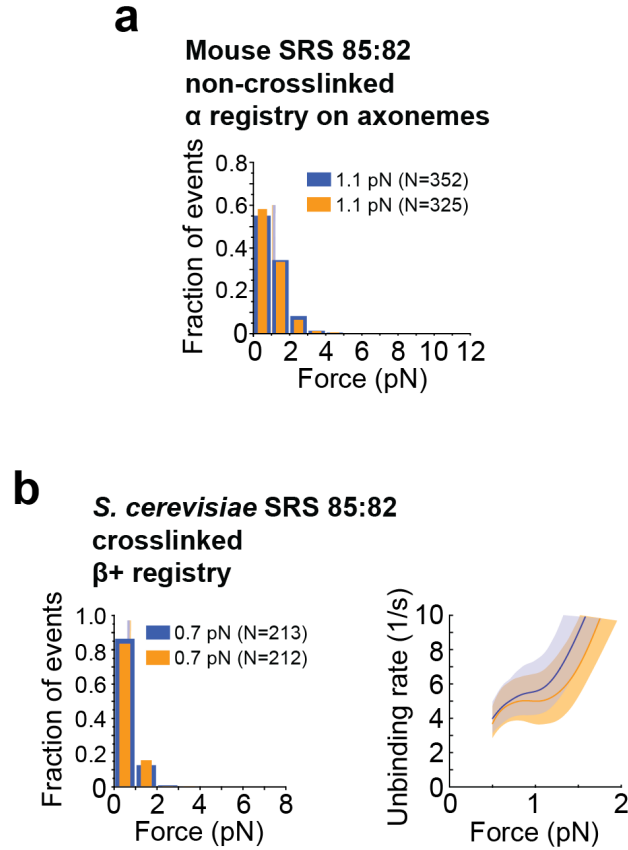 a
Mouse SRS 85:82
non-crosslinked
α registry on axonemes
Fraction of events
0.8
0.6
0.4
0.2
0
1.1 pN (N=352)
1.1 pN (N=325)
0 2 4 6 8 10 12
Force (pN)
b
S. cerevisiae SRS 85:82
crosslinked
β+ registry
Fraction of events
1.0
0.8
0.6
0.4
0.2
0
0.7 pN (N=213)
0.7 pN (N=212)
0 2 4 6 8
Force (pN)
Unbinding rate (1/s)
10
8
6
4
2
0
0 1 2
Force (pN)